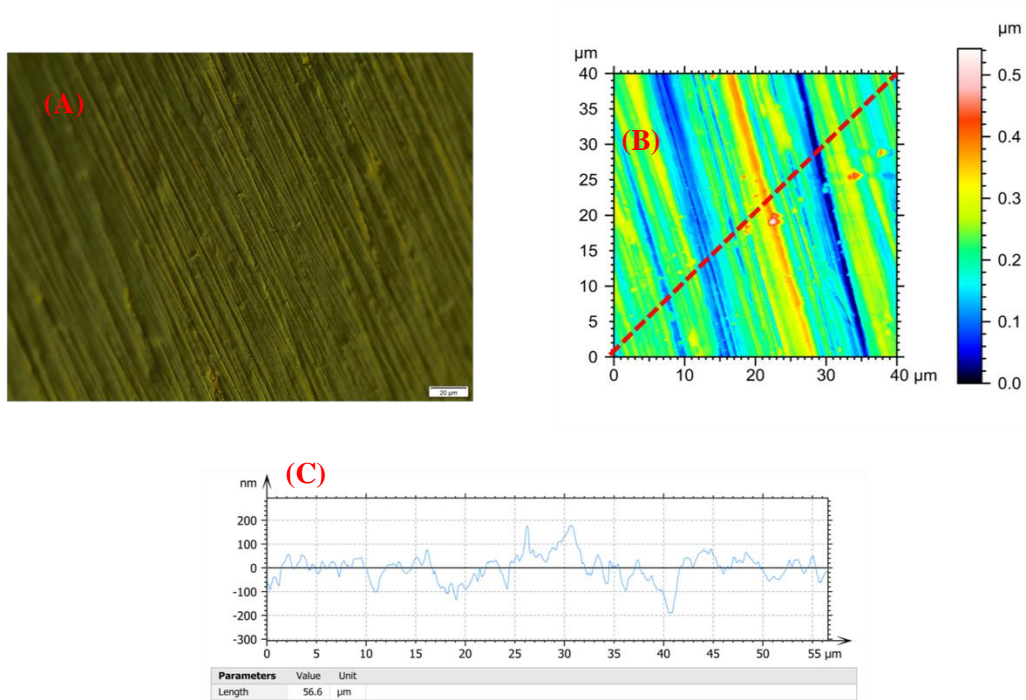 (A)
20 µm
µm
40
35
30
25
20
15
10
5
0
(B)
0 10 20 30 40 µm
µm
0.5
0.4
0.3
0.2
0.1
0.0
(C)
nm
200
100
0
-100
-200
-300
0 5 10 15 20 25 30 35 40 45 50 55 µm
Parameters Value Unit
Length 56.6 µm